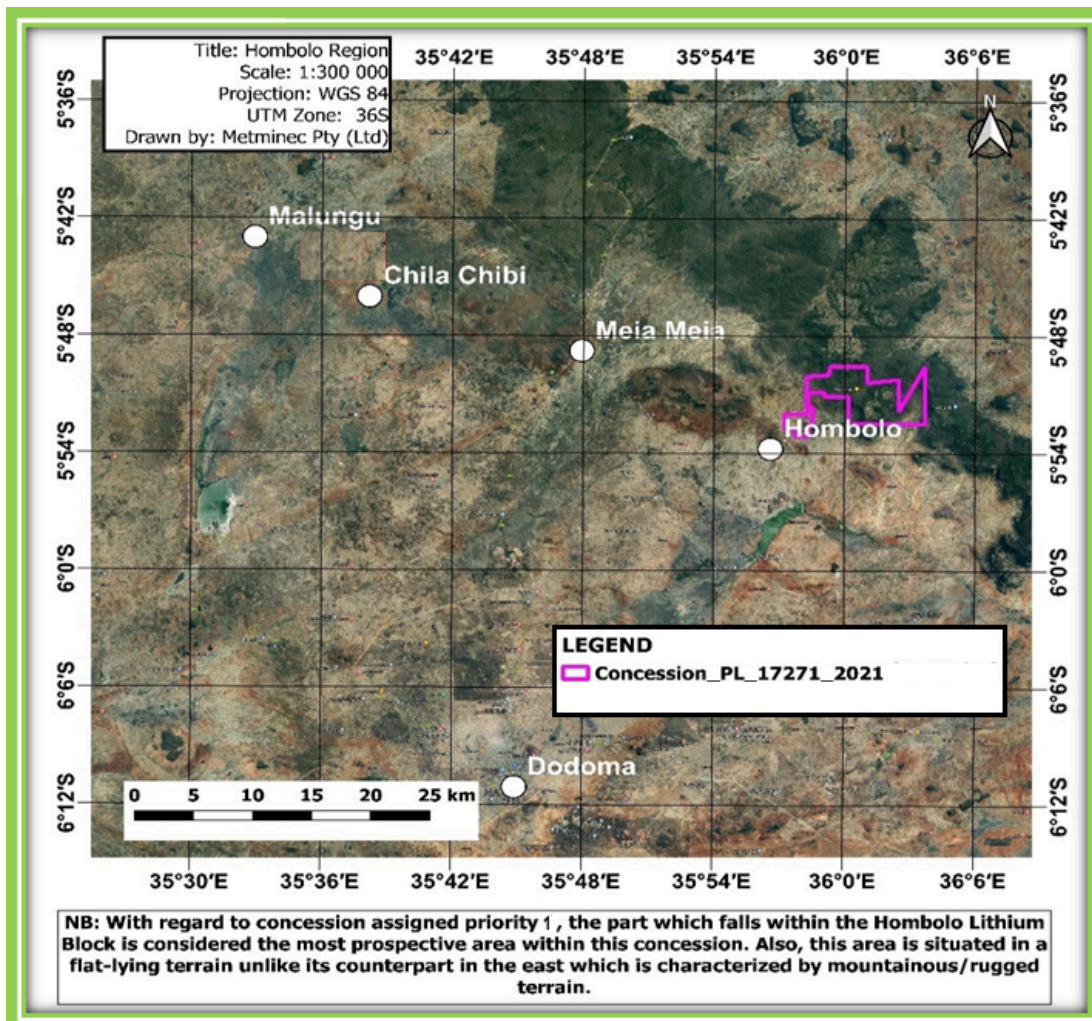 Title: Hombolo Region
Scale: 1:300 000
Projection: WGS 84
UTM Zone: 36S
Drawn by: Metminec Pty (Ltd)
35°42'E 35°48'E 35°54'E 36°0'E 36°6'E
N
5°36'S 5°36'S
5°42'S 5°42'S
Malungu
Chila Chibi
5°48'S 5°48'S
Meia Meia
Hombolo
5°54'S 5°54'S
6°0'S 6°0'S
LEGEND
Concession_PL_17271_2021
6°6'S 6°6'S
Dodoma
0 5 10 15 20 25 km
6°12'S 6°12'S
35°30'E 35°36'E 35°42'E 35°48'E 35°54'E 36°0'E 36°6'E
NB: With regard to concession assigned priority 1, the part which falls within the Hombolo Lithium
Block is considered the most prospective area within this concession. Also, this area is situated in a
flat-lying terrain unlike its counterpart in the east which is characterized by mountainous/rugged
terrain.